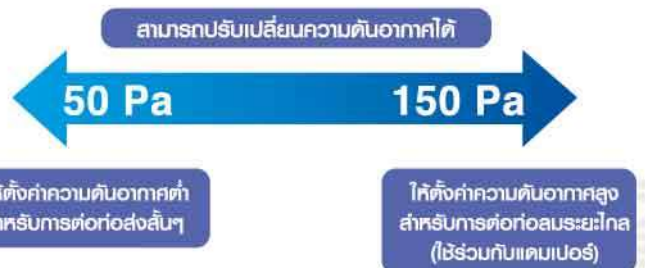 สามารถปรับเปลี่ยนความดันอากาศได้
50 Pa
150 Pa
ตั้งค่าความดันอากาศต่ำ
หรับการต่อท่อส่งสั้นๆ
ให้ตั้งค่าความดันอากาศสูง
สำหรับการต่อท่อลมระยะไกล
(ใช้ร่วมกับแดมเปอร์)